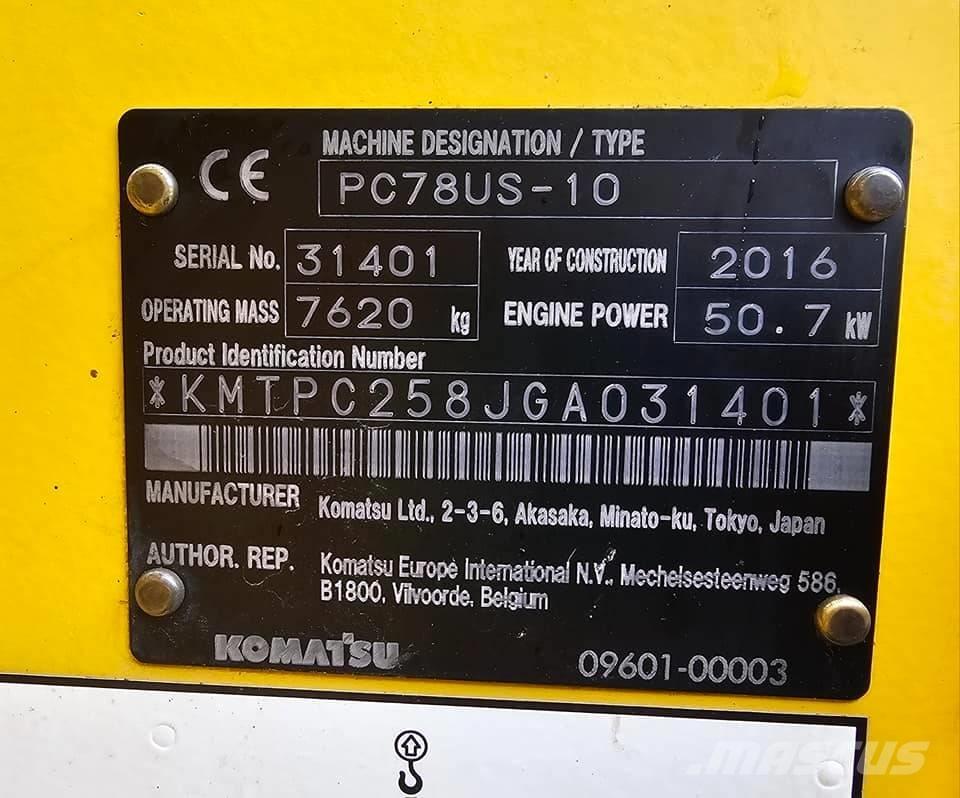 CE
MACHINE DESIGNATION / TYPE
PC78US-10
SERIAL No. 31401 YEAR OF CONSTRUCTION 2016
OPERATING MASS 7620 kg ENGINE POWER 50.7 kW
Product Identification Number
*KMTPC258JGA031401*
MANUFACTURER Komatsu Ltd., 2-3-6, Akasaka, Minato-ku, Tokyo, Japan
AUTHOR. REP. Komatsu Europe International N.V., Mechelsesteenweg 586,
B1800, Vilvoorde, Belgium
KOMATSU 09601-00003
.MASCUS